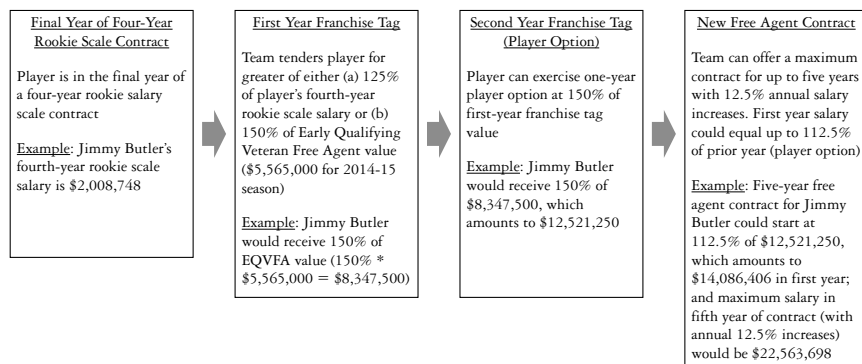 Final Year of Four-Year
Rookie Scale Contract
Player is in the final year of
a four-year rookie salary
scale contract
Example: Jimmy Butler's
fourth-year rookie scale
salary is $2,008,748
First Year Franchise Tag
Team tenders player for
greater of either (a) 125%
of player's fourth-year
rookie scale salary or (b)
150% of Early Qualifying
Veteran Free Agent value
($5,565,000 for 2014-15
season)
Example: Jimmy Butler
would receive 150% of
EQVFA value (150% *
$5,565,000 = $8,347,500)
Second Year Franchise Tag
(Player Option)
Player can exercise one-year
player option at 150% of
first-year franchise tag
value
Example: Jimmy Butler
would receive 150% of
$8,347,500, which
amounts to $12,521,250
New Free Agent Contract
Team can offer a maximum
contract for up to five years
with 12.5% annual salary
increases. First year salary
could equal up to 112.5%
of prior year (player option)
Example: Five-year free
agent contract for Jimmy
Butler could start at
112.5% of $12,521,250,
which amounts to
$14,086,406 in first year;
and maximum salary in
fifth year of contract (with
annual 12.5% increases)
would be $22,563,698